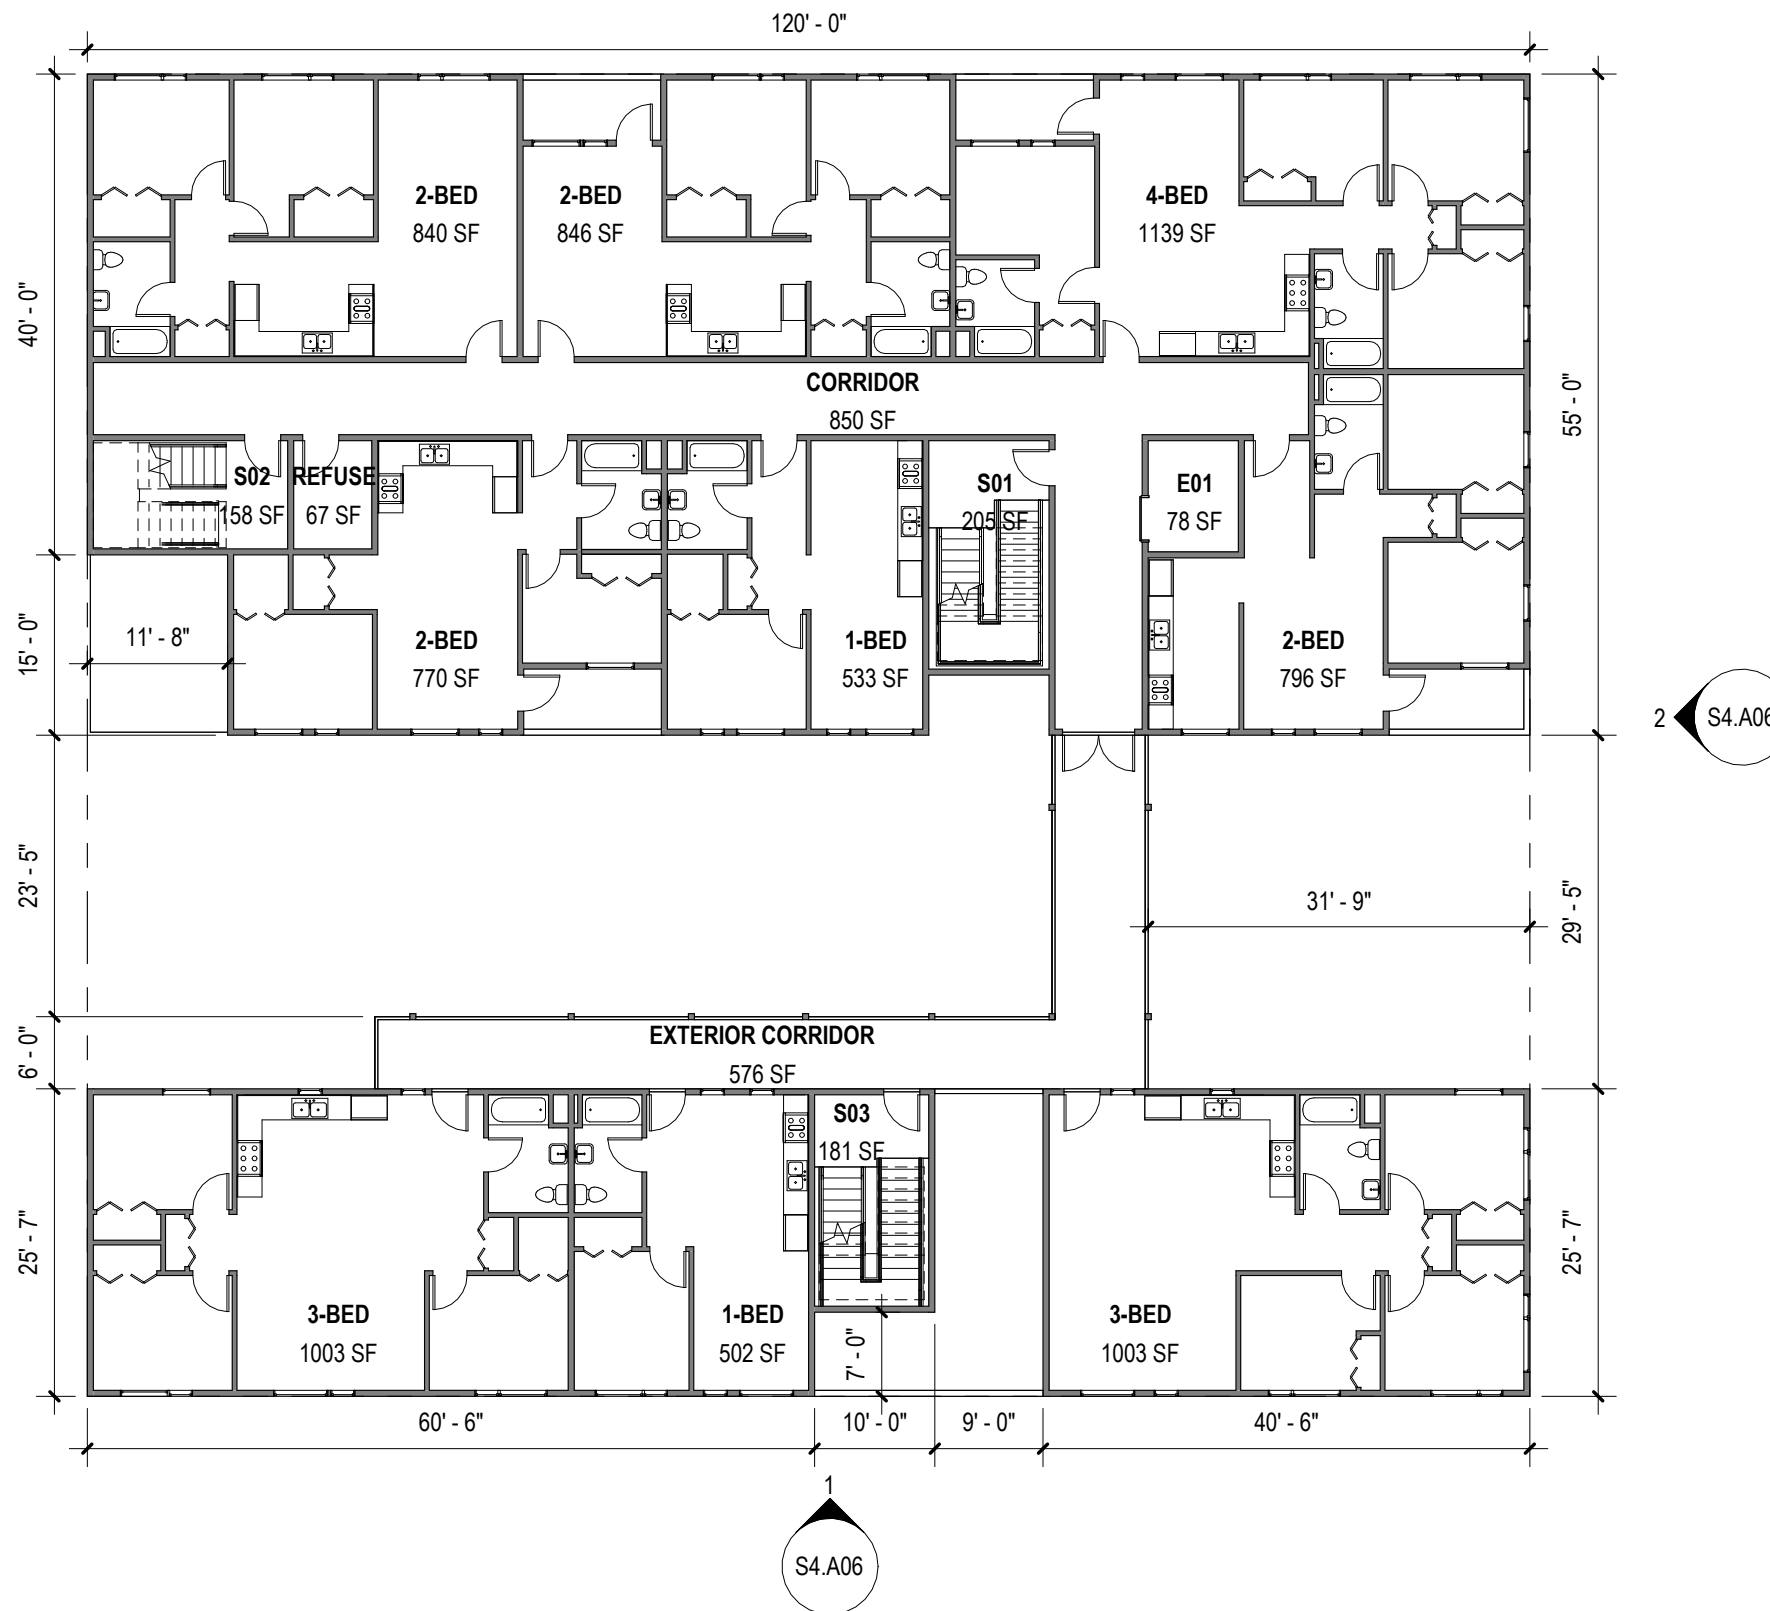 120' - 0"
2-BED
840 SF
2-BED
846 SF
4-BED
1139 SF
40' - 0"
55' - 0"
CORRIDOR
850 SF
S02
158 SF
REFUSE
67 SF
S01
205 SF
E01
78 SF
15' - 0"
11' - 8"
2-BED
770 SF
1-BED
533 SF
2-BED
796 SF
2
S4.A06
23' - 5"
31' - 9"
29' - 5"
6' - 0"
EXTERIOR CORRIDOR
576 SF
S03
181 SF
25' - 7"
25' - 7"
3-BED
1003 SF
1-BED
502 SF
7' - 0"
3-BED
1003 SF
60' - 6"
10' - 0"
9' - 0"
40' - 6"
1
S4.A06